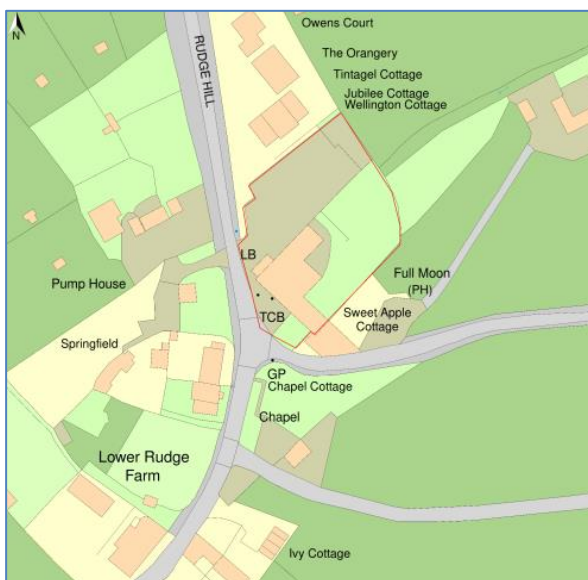 N
RUDGE HILL
Owens Court
The Orangery
Tintagel Cottage
Jubilee Cottage
Wellington Cottage
LB
Pump House
Full Moon
(PH)
TCB
Sweet Apple
Cottage
Springfield
GP
Chapel Cottage
Chapel
Lower Rudge
Farm
Ivy Cottage